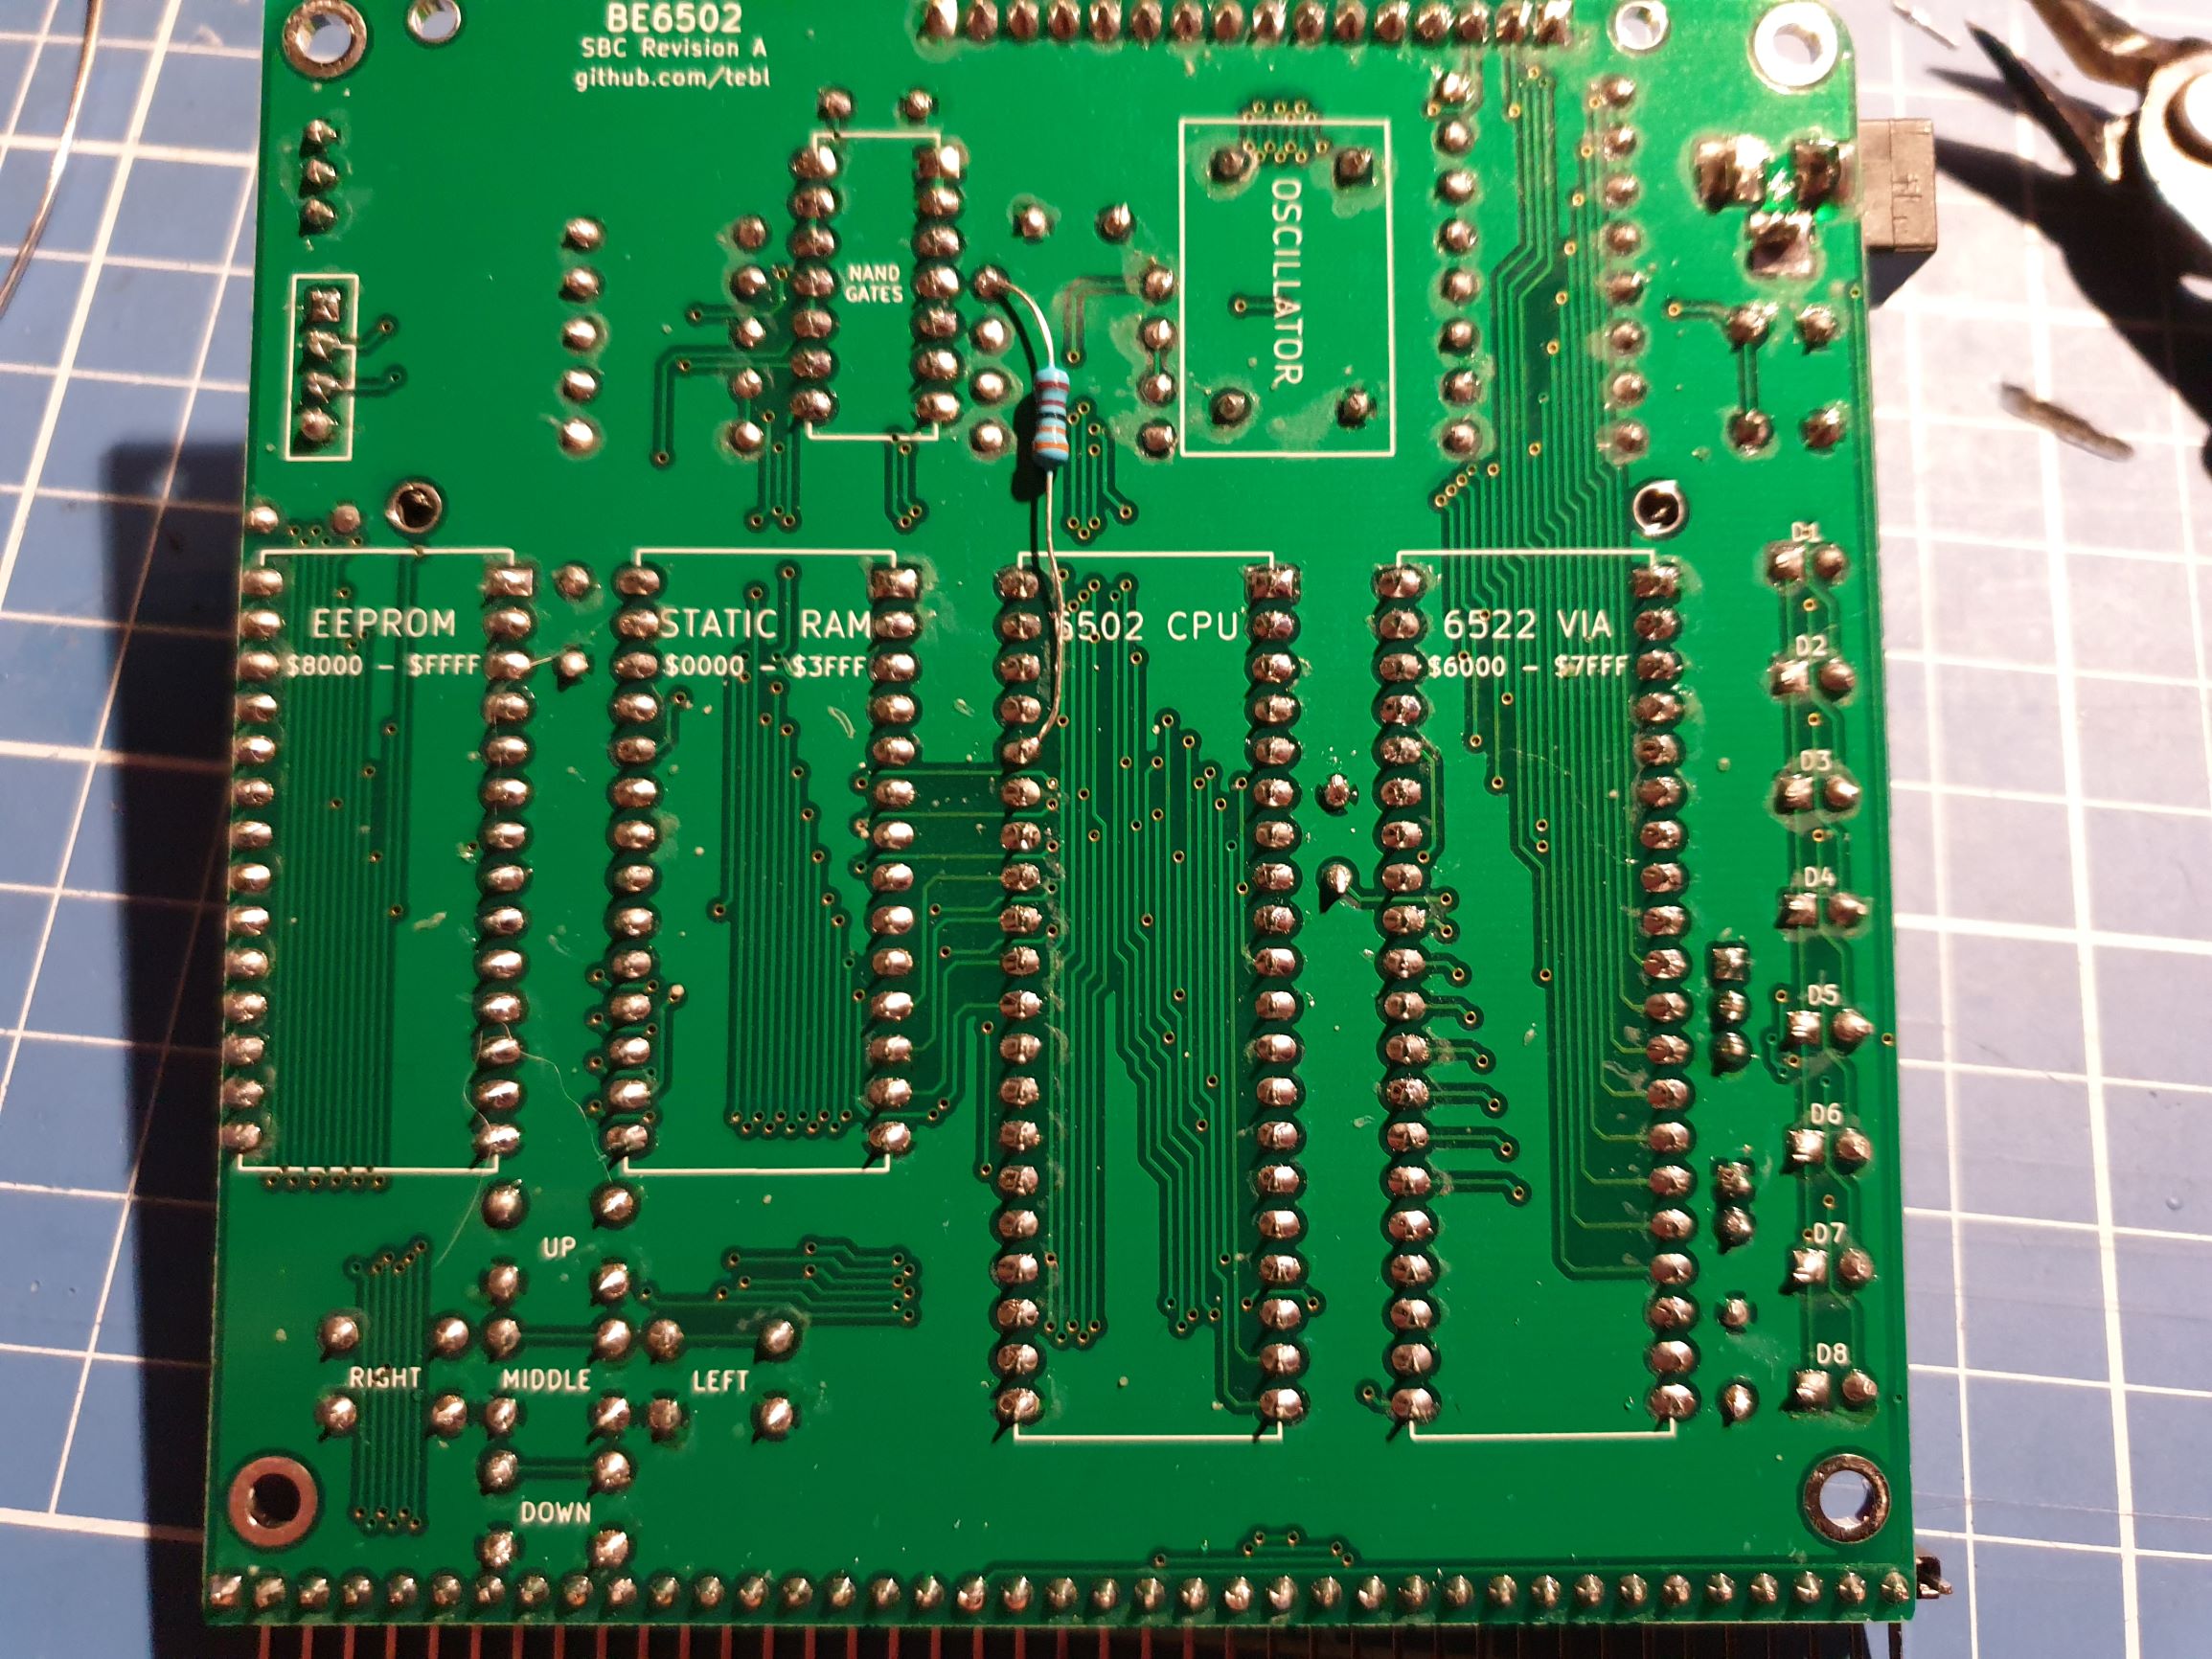 BE6502
SBC Revision A
github.com/tebl
NAND
GATES
OSCILLATOR
EEPROM
$8000 - $FFFF
STATIC RAM
$0000 - $3FFF
6502 CPU
6522 VIA
$6000 - $7FFF
D1
D2
D3
D4
D5
D6
D7
D8
UP
RIGHT
MIDDLE
LEFT
DOWN